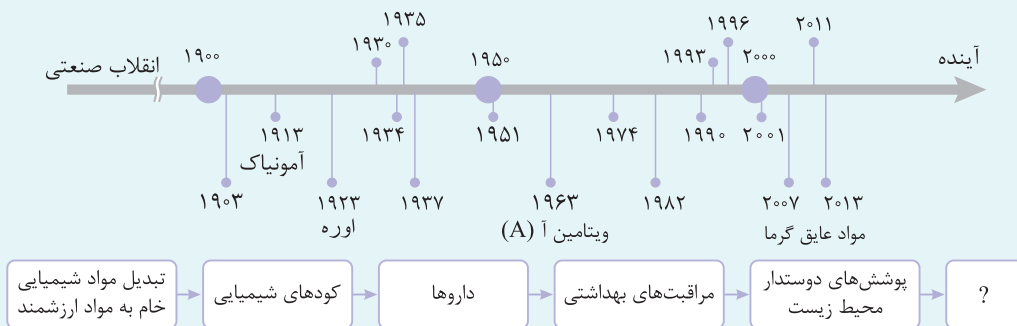 ۱۹۳۵
۱۹۹۶
۲۰۱۱
۱۹۳۰
۱۹۹۳
انقلاب صنعتی
۱۹۰۰
۱۹۵۰
۲۰۰۰
آینده
۱۹۱۳
آمونیاک
۱۹۳۴
۱۹۵۱
۱۹۷۴
۱۹۹۰
۲۰۰۱
۱۹۰۳
۱۹۲۳
اوره
۱۹۳۷
۱۹۶۳
ویتامین آ (A)
۱۹۸۲
۲۰۰۷
۲۰۱۳
مواد عایق گرما
تبدیل مواد شیمیایی
خام به مواد ارزشمند
کودهای شیمیایی
داروها
مراقبت‌های بهداشتی
پوشش‌های دوستدار
محیط زیست
?